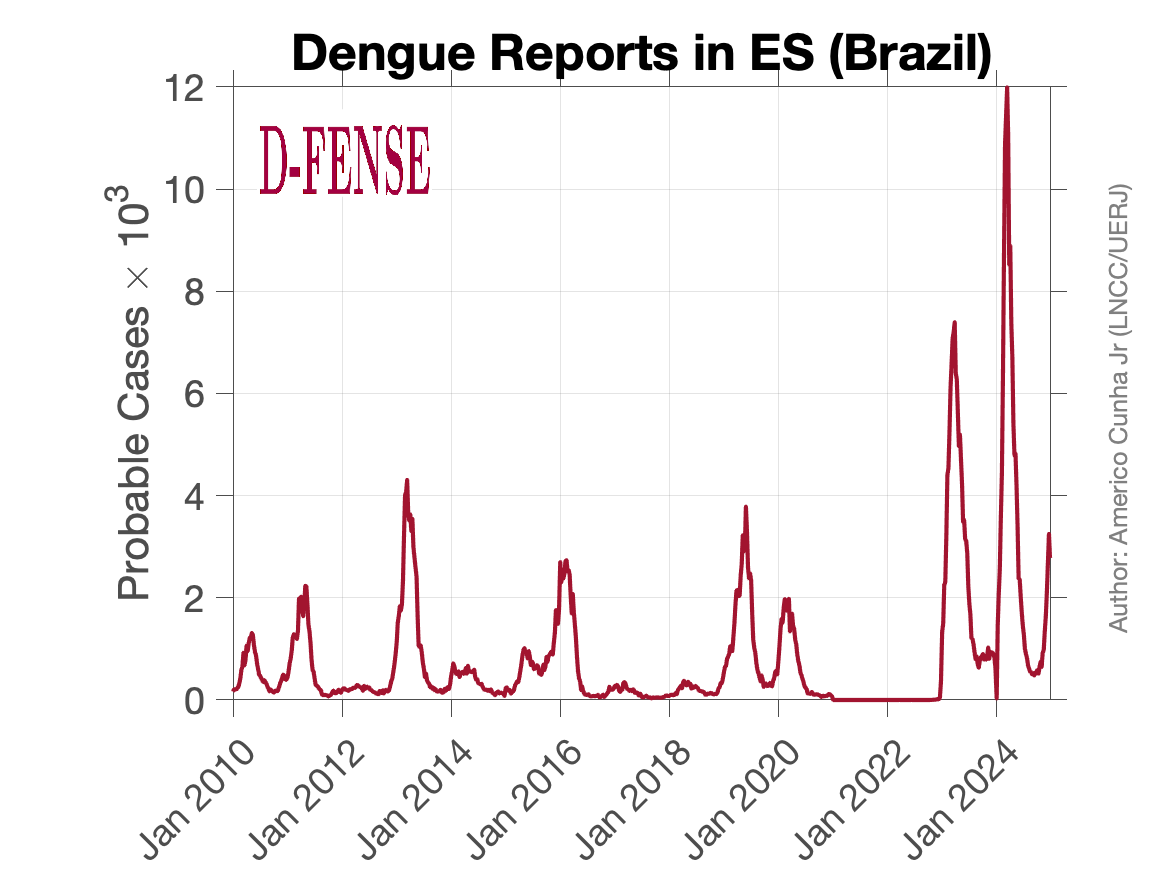 Dengue Reports in ES (Brazil)
D-FENSE
Probable Cases × 10³
12
10
8
6
4
2
0
Jan 2010
Jan 2012
Jan 2014
Jan 2016
Jan 2018
Jan 2020
Jan 2022
Jan 2024
Author: Americo Cunha Jr (LNCC/UERJ)